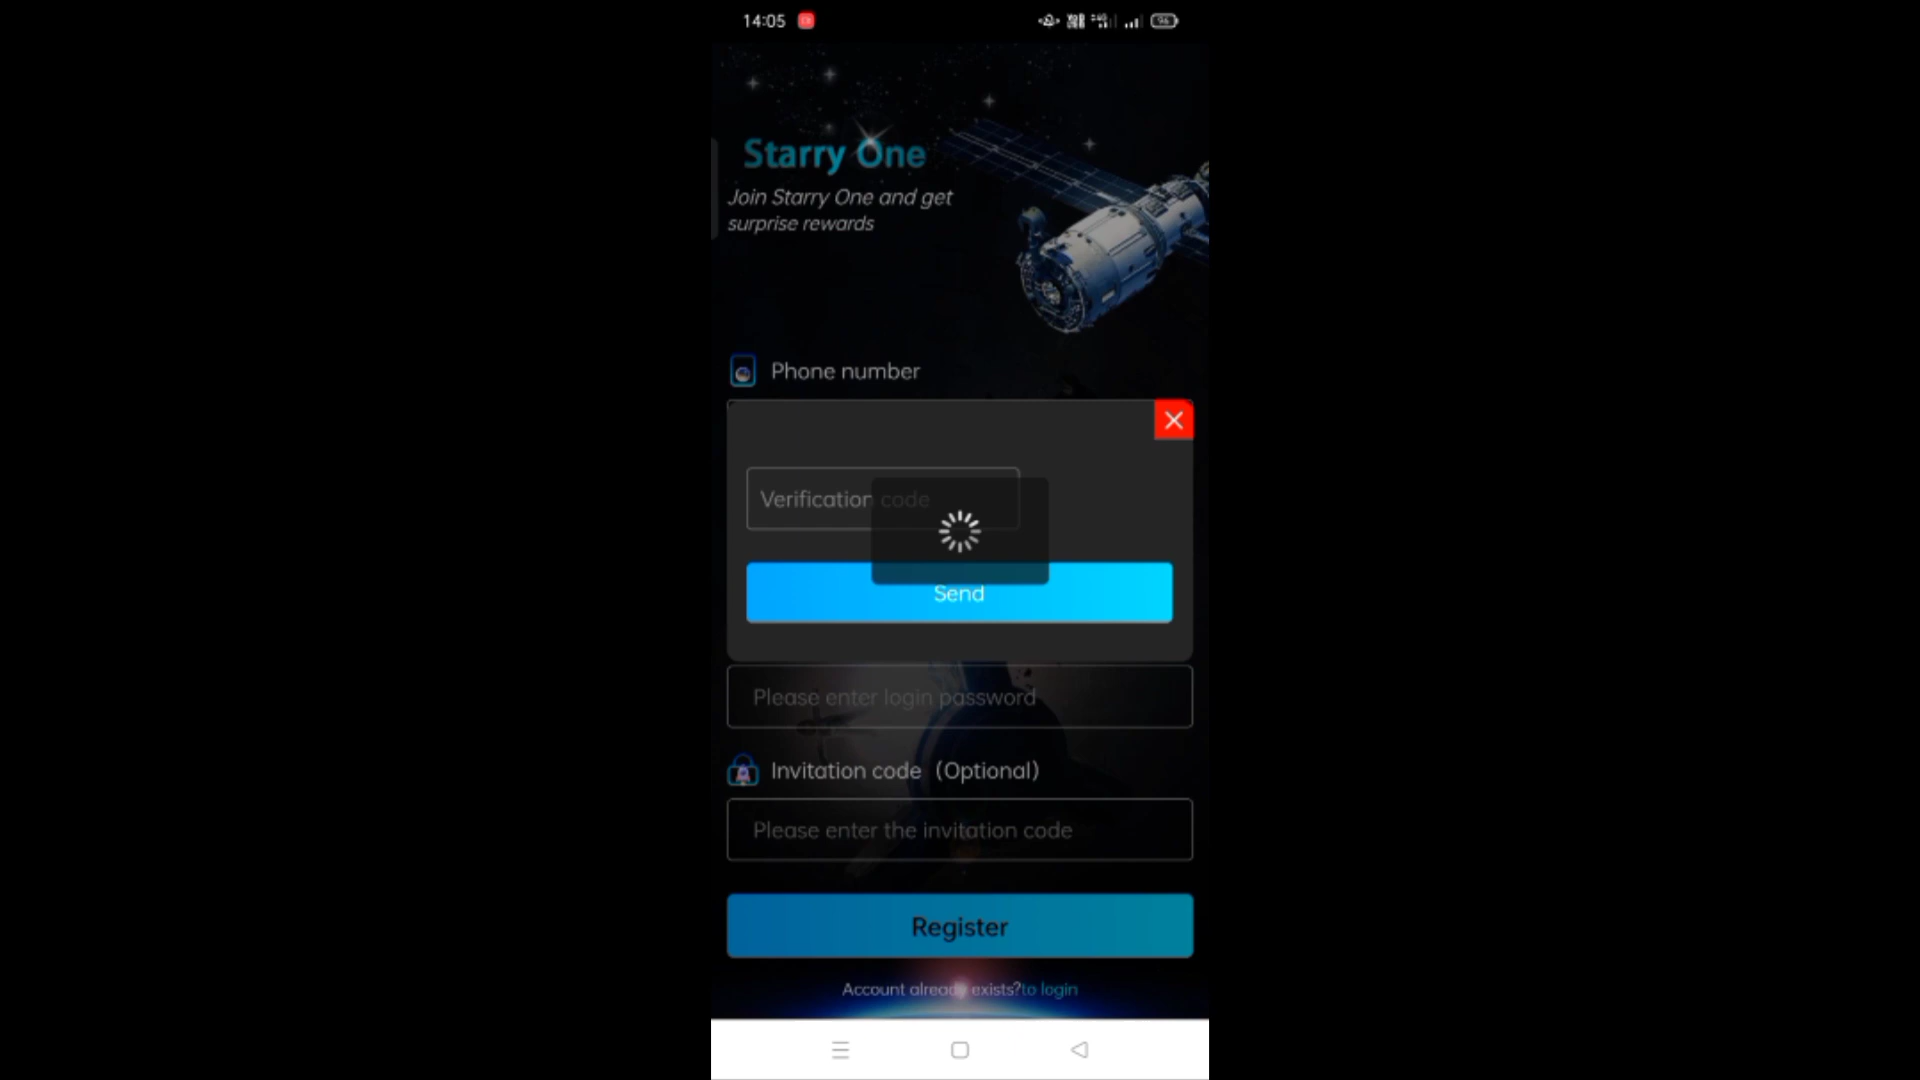 14:05
96
Starry One
Join Starry One and get
surprise rewards
Phone number
Verification code
Send
Please enter login password
Invitation code (Optional)
Please enter the invitation code
Register
Account already exists?to login